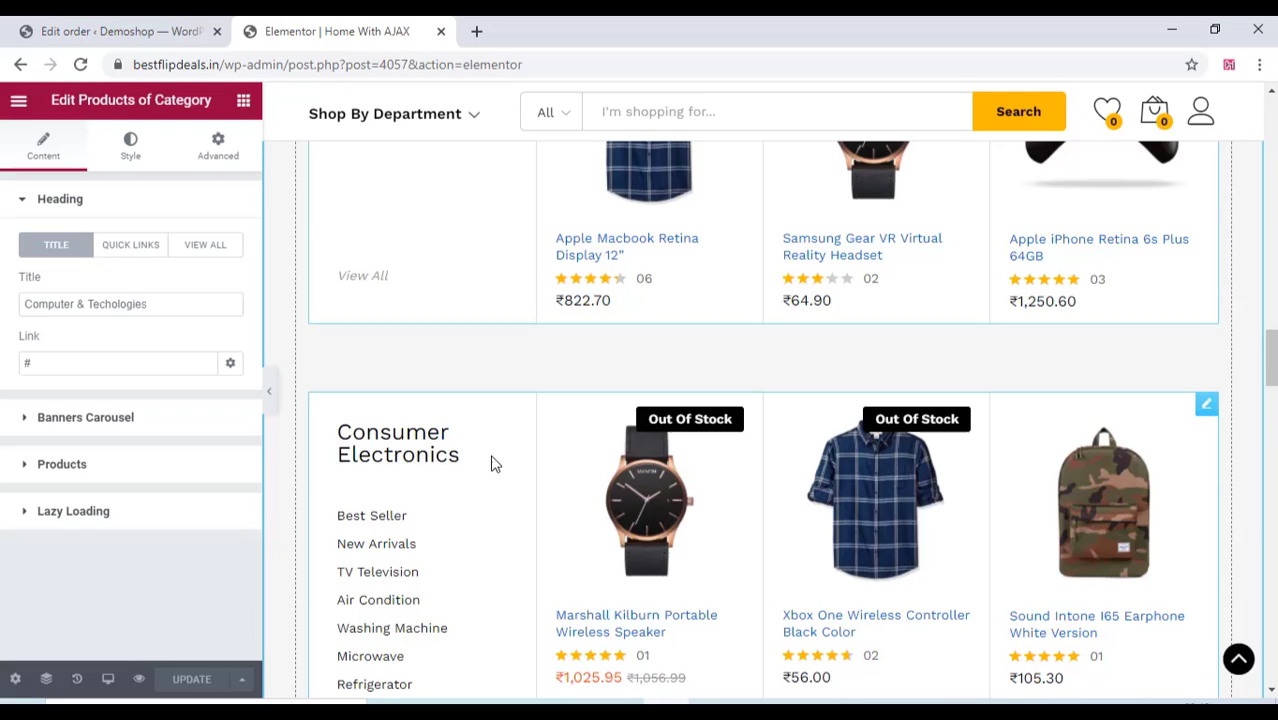 Edit order ‹ Demoshop — WordP
Elementor | Home With AJAX
bestflipdeals.in/wp-admin/post.php?post=4057&action=elementor
Edit Products of Category
Content
Style
Advanced
Heading
TITLE
QUICK LINKS
VIEW ALL
Title
Computer & Techologies
Link
#
Banners Carousel
Products
Lazy Loading
UPDATE
Shop By Department
All
I'm shopping for...
Search
0
0
View All
Apple Macbook Retina
Display 12”
06
₹822.70
Samsung Gear VR Virtual
Reality Headset
02
₹64.90
Apple iPhone Retina 6s Plus
64GB
03
₹1,250.60
Consumer
Electronics
Best Seller
New Arrivals
TV Television
Air Condition
Washing Machine
Microwave
Refrigerator
Out Of Stock
Marshall Kilburn Portable
Wireless Speaker
01
₹1,025.95 ₹1,056.99
Out Of Stock
Xbox One Wireless Controller
Black Color
02
₹56.00
Sound Intone I65 Earphone
White Version
01
₹105.30